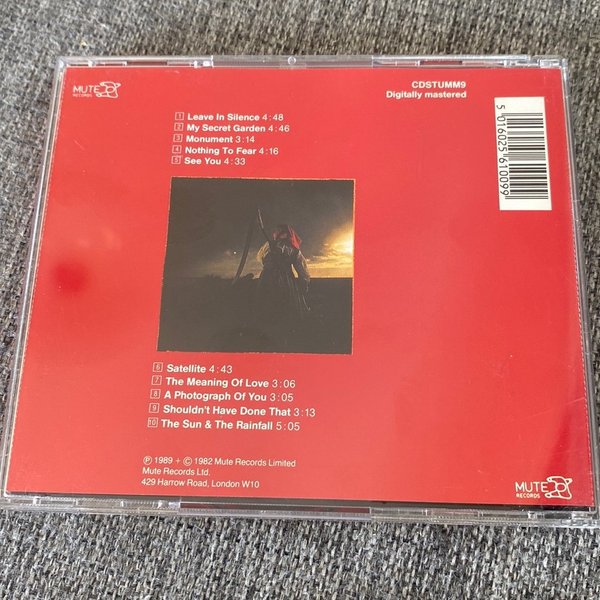 MUTE
RECORDS
CDSTUMM9
Digitally mastered
5 016025 610099
1 Leave In Silence 4:48
2 My Secret Garden 4:46
3 Monument 3:14
4 Nothing To Fear 4:16
5 See You 4:33
6 Satellite 4:43
7 The Meaning Of Love 3:06
8 A Photograph Of You 3:05
9 Shouldn't Have Done That 3:13
10 The Sun & The Rainfall 5:05
℗ 1989 + © 1982 Mute Records Limited
Mute Records Ltd.
429 Harrow Road, London W10
MUTE
RECORDS